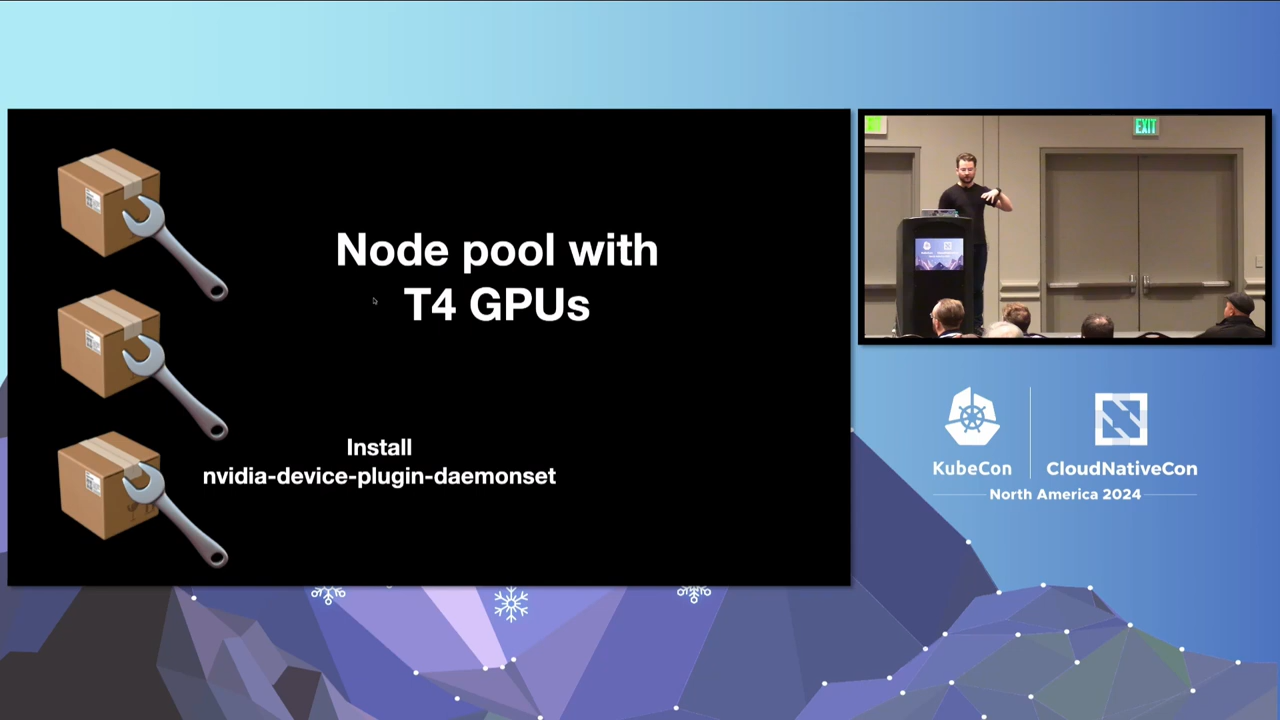 Node pool with
T4 GPUs
Install
nvidia-device-plugin-daemonset
EXIT
KubeCon
CloudNativeCon
North America 2024